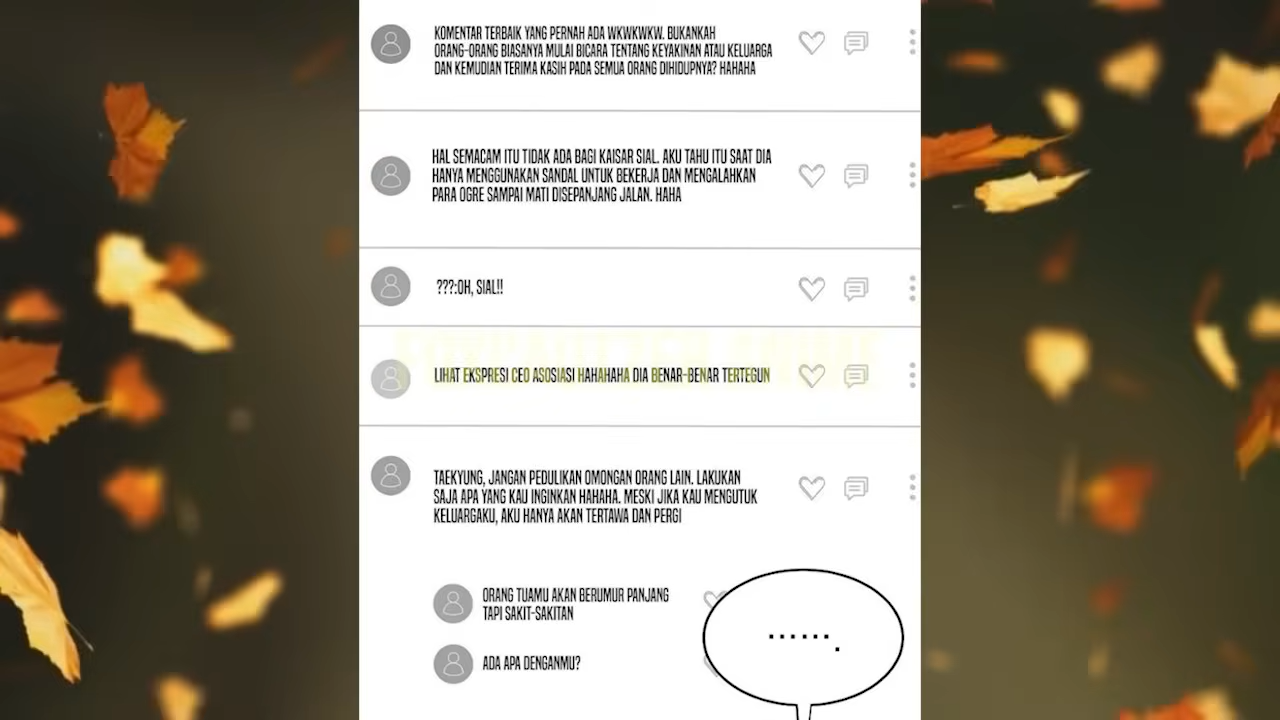 KOMENTAR TERBAIK YANG PERNAH ADA WKWKWKW. BUKANKAH
ORANG-ORANG BIASANYA MULAI BICARA TENTANG KEYAKINAN ATAU KELUARGA
DAN KEMUDIAN TERIMA KASIH PADA SEMUA ORANG DIHIDUPNYA? HAHAHA
HAL SEMACAM ITU TIDAK ADA BAGI KAISAR SIAL. AKU TAHU ITU SAAT DIA
HANYA MENGGUNAKAN SANDAL UNTUK BEKERJA DAN MENGALAHKAN
PARA OGRE SAMPAI MATI DISEPANJANG JALAN. HAHA
???:OH, SIAL!!
LIHAT EKSPRESI CEO ASOSIASI HAHAHAHA DIA BENAR-BENAR TERTEGUN
TAEKYUNG, JANGAN PEDULIKAN OMONGAN ORANG LAIN. LAKUKAN
SAJA APA YANG KAU INGINKAN HAHAHA. MESKI JIKA KAU MENGUTUK
KELUARGAKU, AKU HANYA AKAN TERTAWA DAN PERGI
ORANG TUAMU AKAN BERUMUR PANJANG
TAPI SAKIT-SAKITAN
ADA APA DENGANMU?
.......